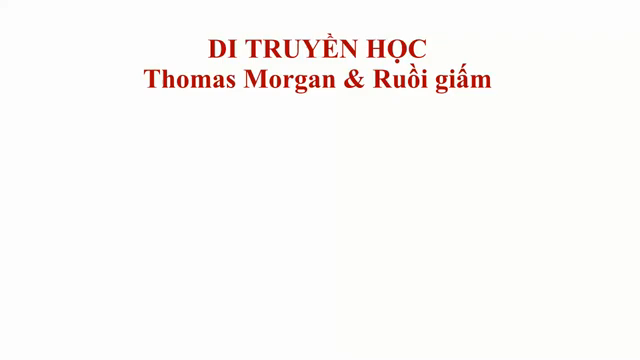 DI TRUYỀN HỌC
Thomas Morgan & Ruồi giấm